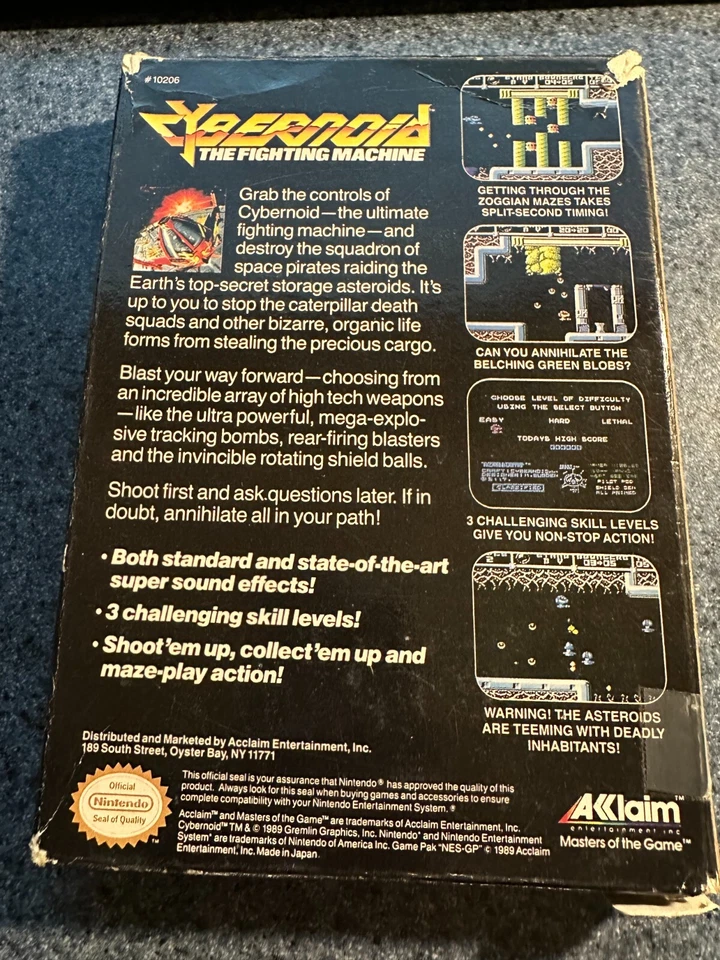 #10206
CYBERNOID™
THE FIGHTING MACHINE
Grab the controls of
Cybernoid—the ultimate
fighting machine—and
destroy the squadron of
space pirates raiding the
Earth's top-secret storage asteroids. It's
up to you to stop the caterpillar death
squads and other bizarre, organic life
forms from stealing the precious cargo.
Blast your way forward—choosing from
an incredible array of high tech weapons
—like the ultra powerful, mega-explo-
sive tracking bombs, rear-firing blasters
and the invincible rotating shield balls.
Shoot first and ask.questions later. If in
doubt, annihilate all in your path!
• Both standard and state-of-the-art
super sound effects!
• 3 challenging skill levels!
• Shoot 'em up, collect 'em up and
maze-play action!
GETTING THROUGH THE
ZOGGIAN MAZES TAKES
SPLIT-SECOND TIMING!
CAN YOU ANNIHILATE THE
BELCHING GREEN BLOBS?
CHOOSE LEVEL OF DIFFICULTY
USING THE SELECT BUTTON
EASY HARD LETHAL
TODAYS HIGH SCORE
000000
PILOT POD
SHIELD GEN
ALL PRIMED
3 CHALLENGING SKILL LEVELS
GIVE YOU NON-STOP ACTION!
WARNING! THE ASTEROIDS
ARE TEEMING WITH DEADLY
INHABITANTS!
Distributed and Marketed by Acclaim Entertainment, Inc.
189 South Street, Oyster Bay, NY 11771
Official
Nintendo
Seal of Quality
™
This official seal is your assurance that Nintendo® has approved the quality of this
product. Always look for this seal when buying games and accessories to ensure
complete compatibility with your Nintendo Entertainment System.®
Acclaim™ and Masters of the Game™ are trademarks of Acclaim Entertainment, Inc.
Cybernoid™ TM & © 1989 Gremlin Graphics, Inc. Nintendo® and Nintendo Entertainment
System® are trademarks of Nintendo of America Inc. Game Pak "NES-GP" © 1989 Acclaim
Entertainment, Inc. Made in Japan.
AKKlaim™
entertainment inc
Masters of the Game™